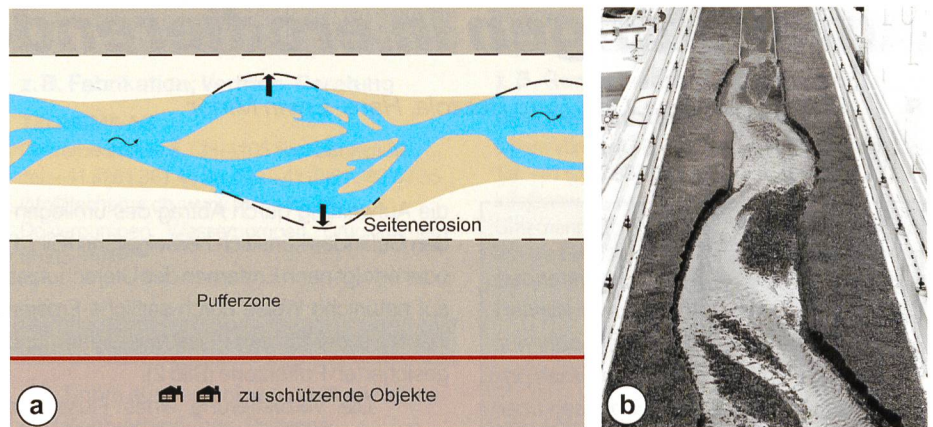 Seitenerosion
Pufferzone
zu schützende Objekte
a
b